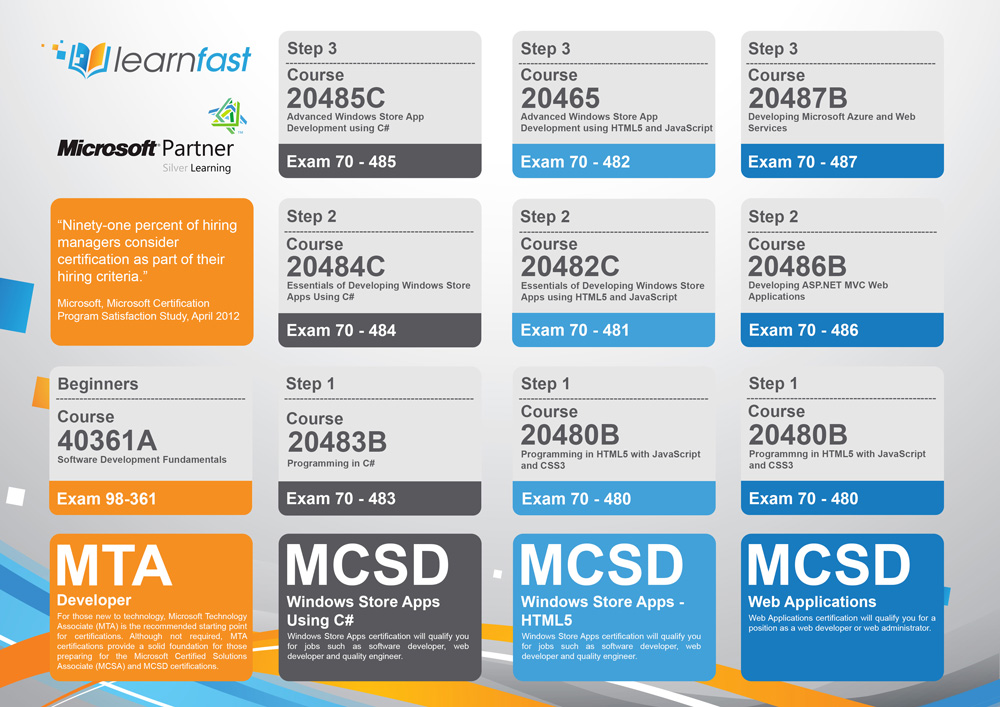 learnfast
Microsoft Partner
Silver Learning
Step 3
Course
20485C
Advanced Windows Store App
Development using C#
Exam 70 - 485
Step 3
Course
20465
Advanced Windows Store App
Development using HTML5 and JavaScript
Exam 70 - 482
Step 3
Course
20487B
Developing Microsoft Azure and Web
Services
Exam 70 - 487
“Ninety-one percent of hiring
managers consider
certification as part of their
hiring criteria.”
Microsoft, Microsoft Certification
Program Satisfaction Study, April 2012
Step 2
Course
20484C
Essentials of Developing Windows Store
Apps Using C#
Exam 70 - 484
Step 2
Course
20482C
Essentials of Developing Windows Store
Apps using HTML5 and JavaScript
Exam 70 - 481
Step 2
Course
20486B
Developing ASP.NET MVC Web
Applications
Exam 70 - 486
Beginners
Course
40361A
Software Development Fundamentals
Exam 98-361
Step 1
Course
20483B
Programming in C#
Exam 70 - 483
Step 1
Course
20480B
Programming in HTML5 with JavaScript
and CSS3
Exam 70 - 480
Step 1
Course
20480B
Programmng in HTML5 with JavaScript
and CSS3
Exam 70 - 480
MTA
Developer
For those new to technology, Microsoft Technology
Associate (MTA) is the recommended starting point
for certifications. Although not required, MTA
certifications provide a solid foundation for those
preparing for the Microsoft Certified Solutions
Associate (MCSA) and MCSD certifications.
MCSD
Windows Store Apps
Using C#
Windows Store Apps certification will qualify you
for jobs such as software developer, web
developer and quality engineer.
MCSD
Windows Store Apps -
HTML5
Windows Store Apps certification will qualify you
for jobs such as software developer, web
developer and quality engineer.
MCSD
Web Applications
Web Applications certification will qualify you for a
position as a web developer or web administrator.